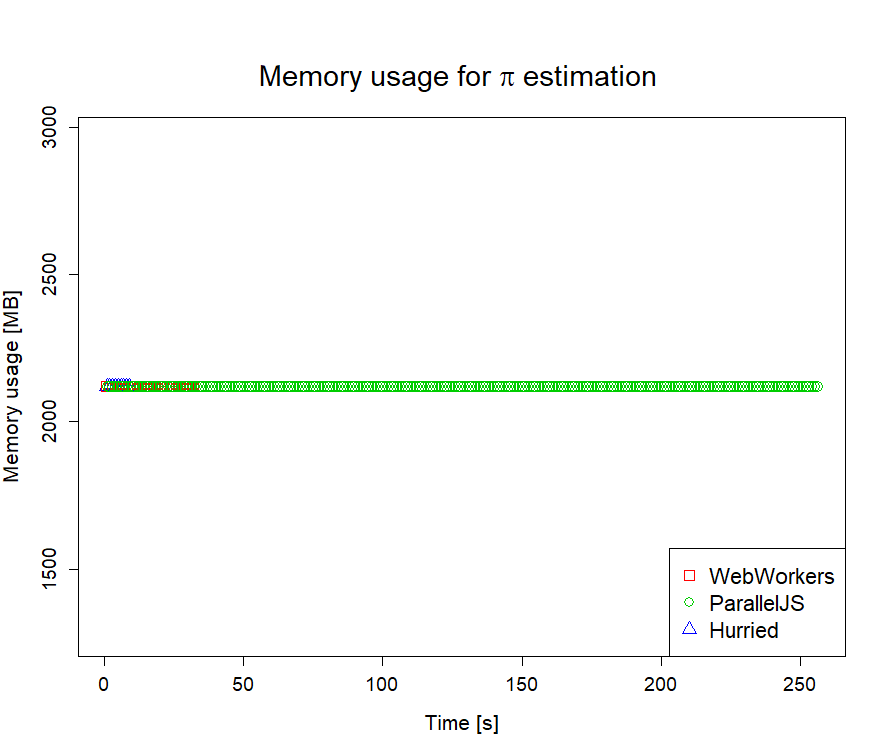 Memory usage for π estimation
Memory usage [MB]
3000
2500
2000
1500
0 50 100 150 200 250
Time [s]
WebWorkers
ParallelJS
Hurried